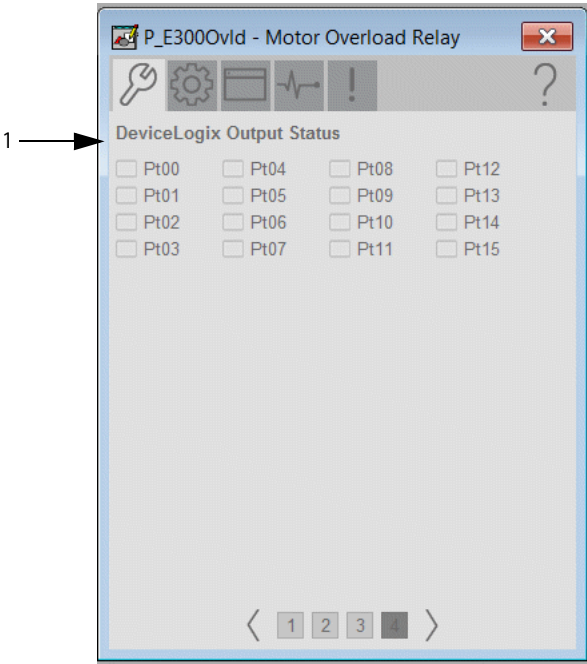 P_E300Ovld - Motor Overload Relay
1
DeviceLogix Output Status
Pt00 Pt04 Pt08 Pt12
Pt01 Pt05 Pt09 Pt13
Pt02 Pt06 Pt10 Pt14
Pt03 Pt07 Pt11 Pt15
1 2 3 4